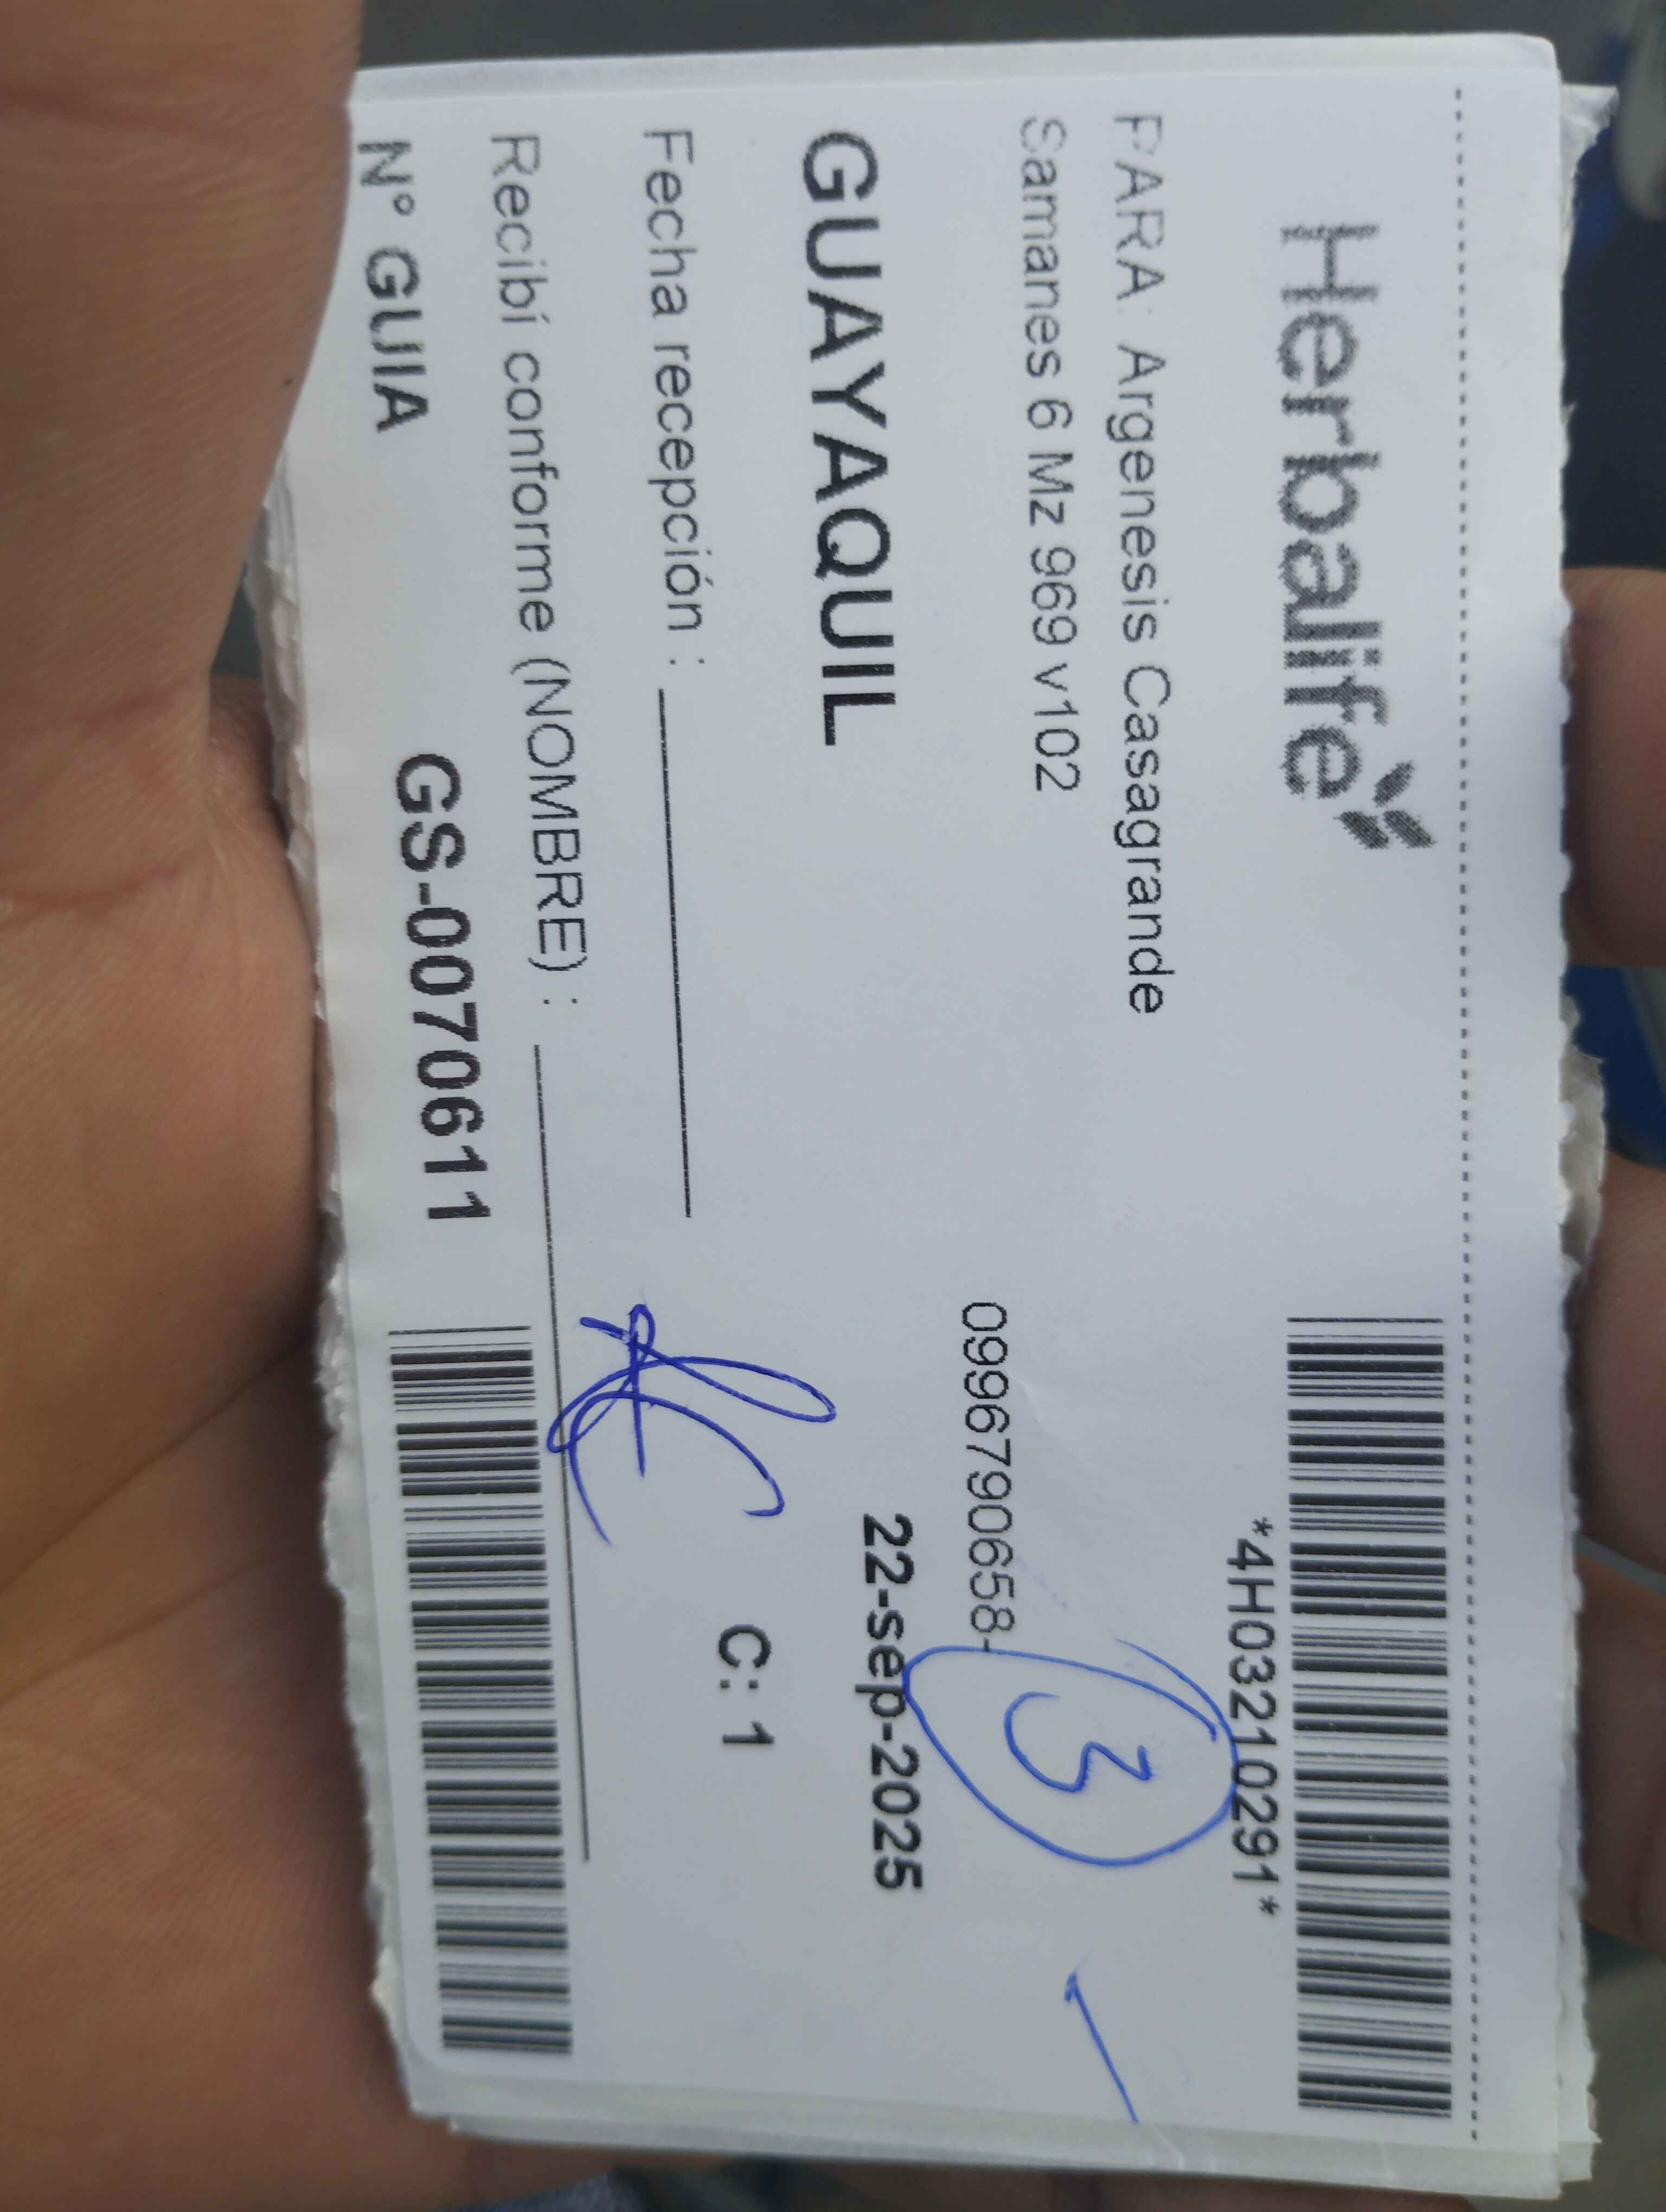 Herbalife
*4H03210291*
PARA: Argenesis Casagrande
Samanes 6 Mz 969 v102
3
0996790658-
GUAYAQUIL
22-sep-2025
Fecha recepción :
C: 1
Recibí conforme (NOMBRE) :
N° GUIA GS-0070611